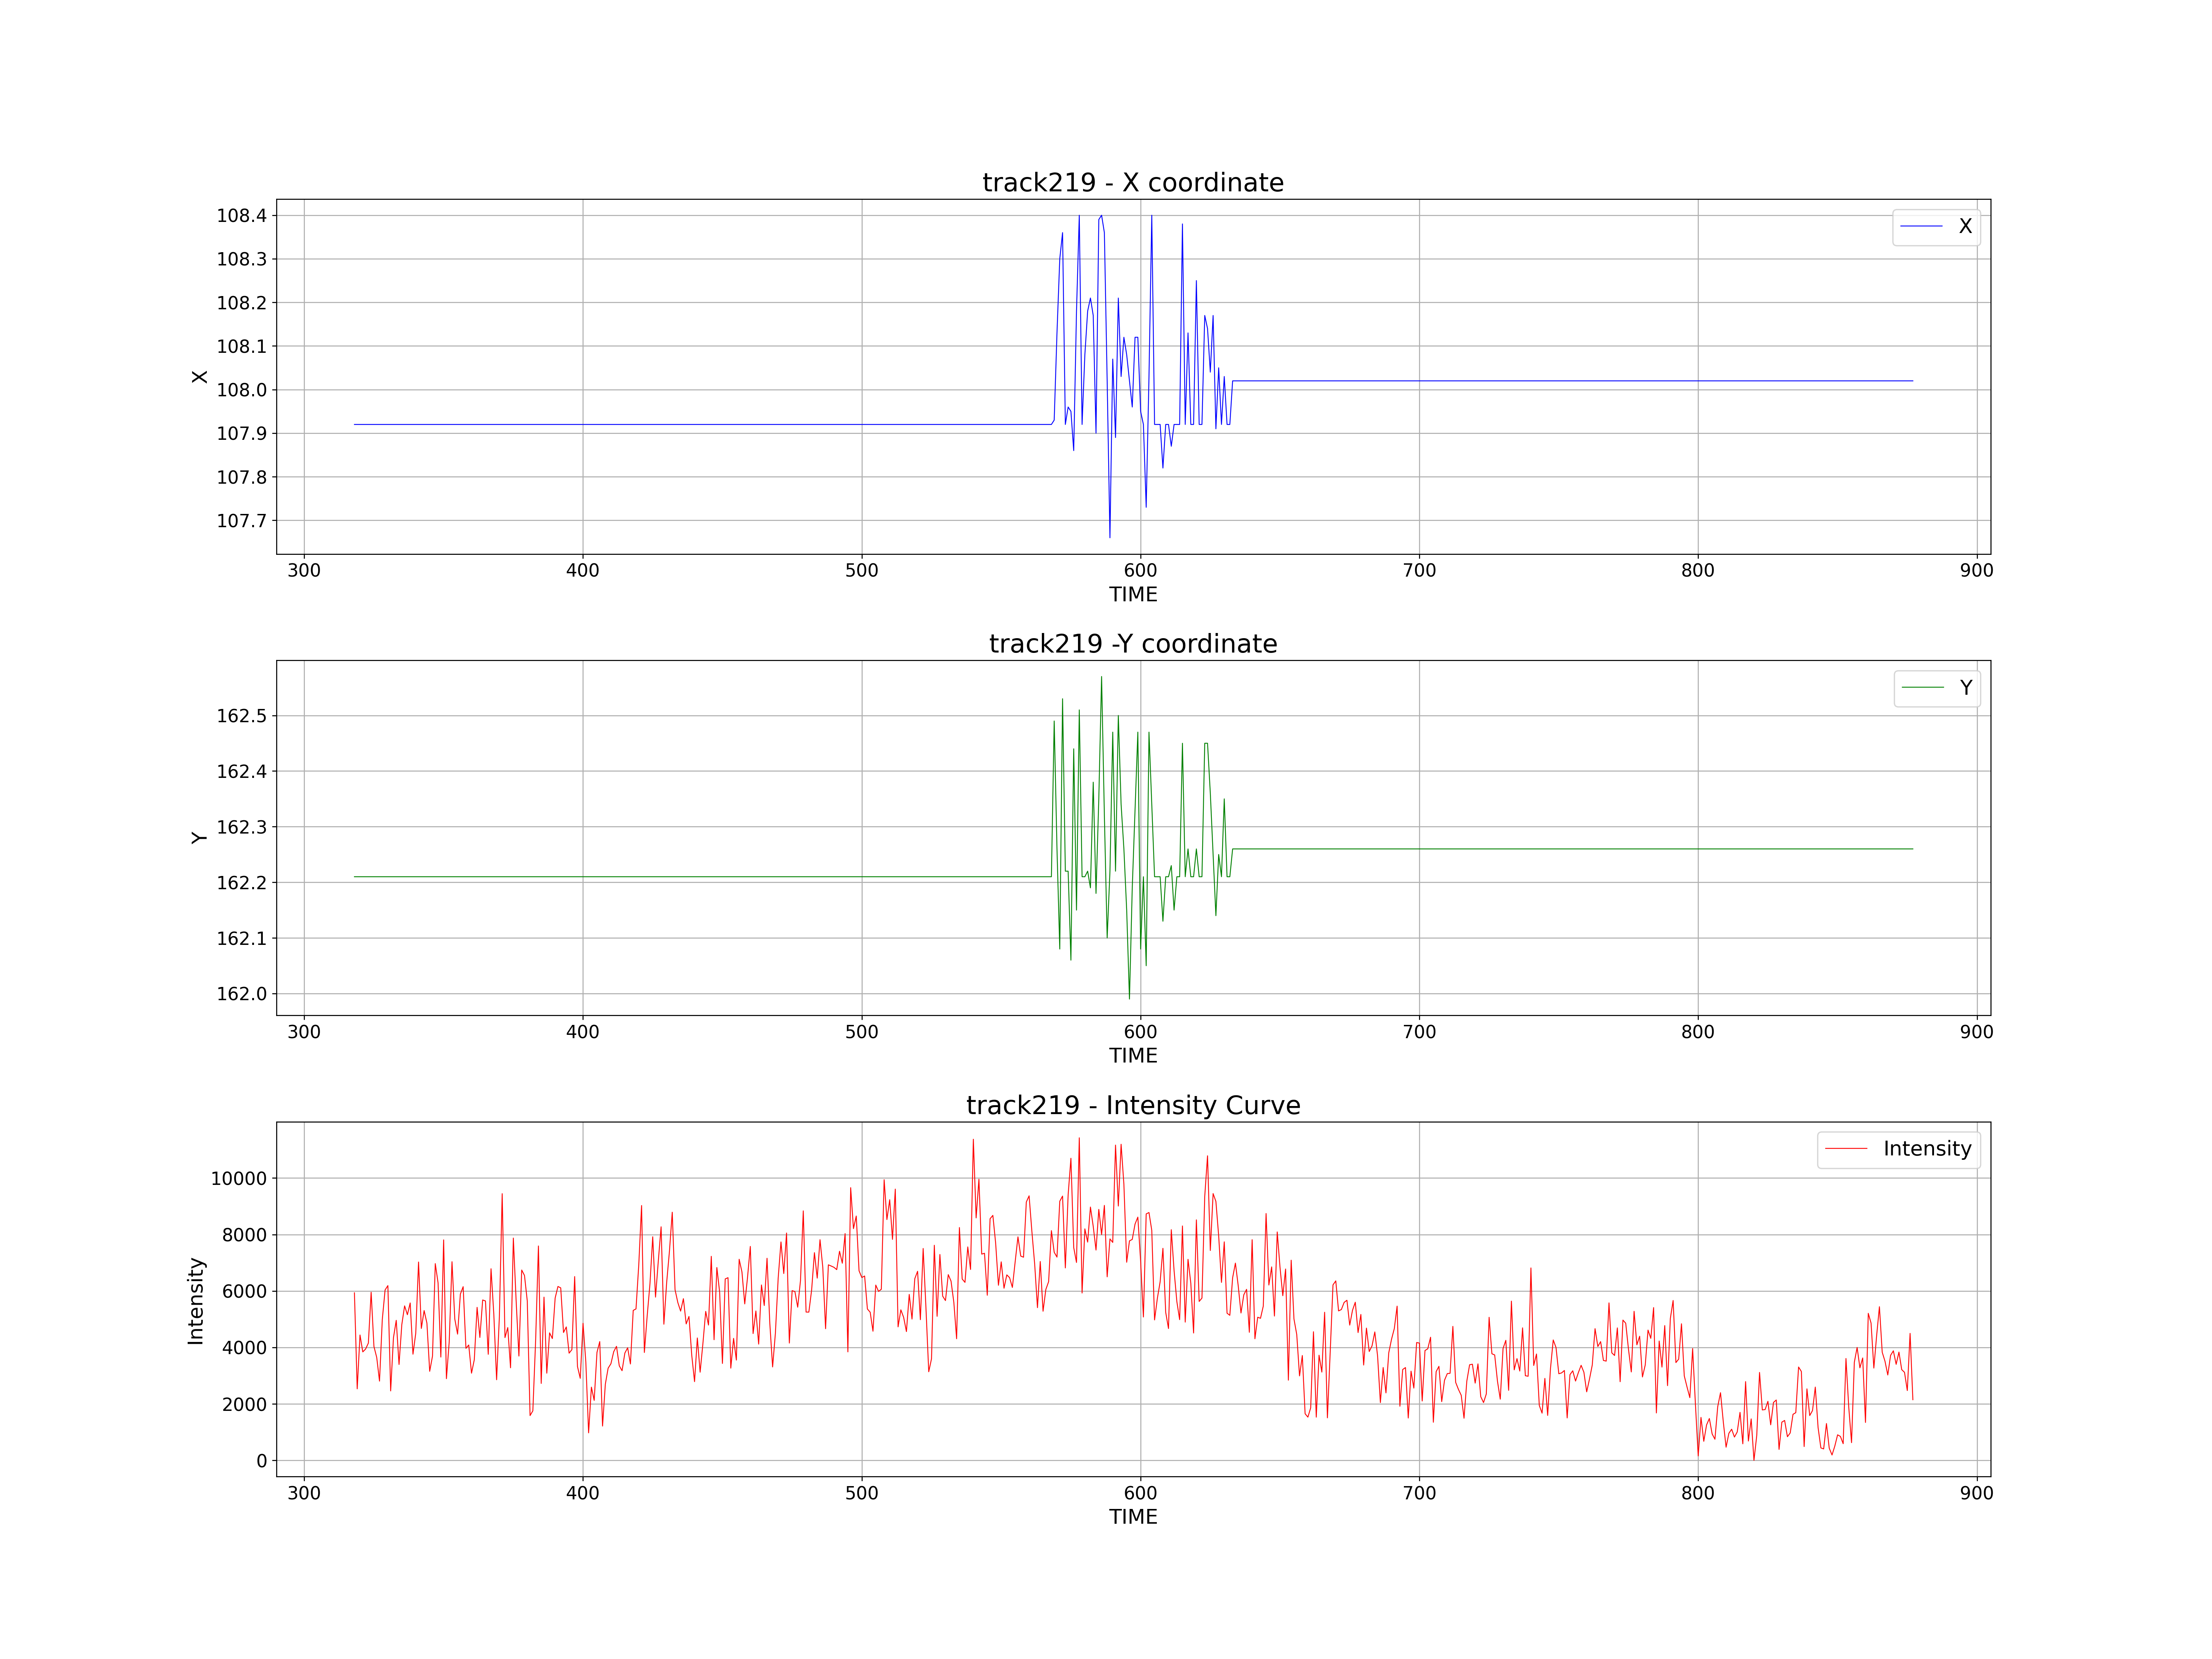 track219 - X coordinate
108.4
108.3
108.2
108.1
108.0
107.9
107.8
107.7
X
X
300 400 500 600 700 800 900
TIME
track219 -Y coordinate
162.5
162.4
162.3
162.2
162.1
162.0
Y
Y
300 400 500 600 700 800 900
TIME
track219 - Intensity Curve
10000
8000
6000
4000
2000
0
Intensity
Intensity
300 400 500 600 700 800 900
TIME